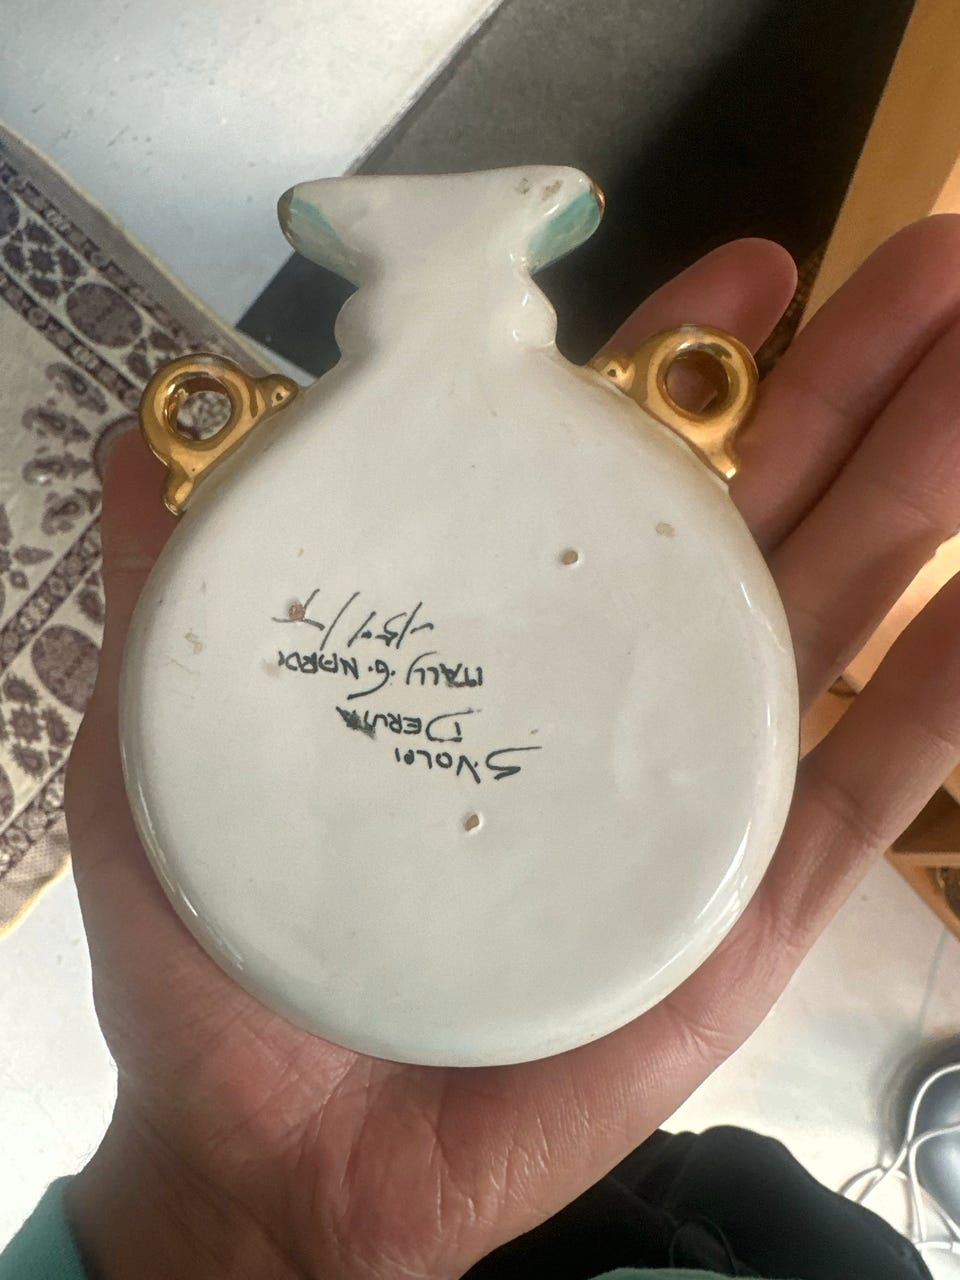 S. VOLPI
DERUTA
ITALY. G. NARDI